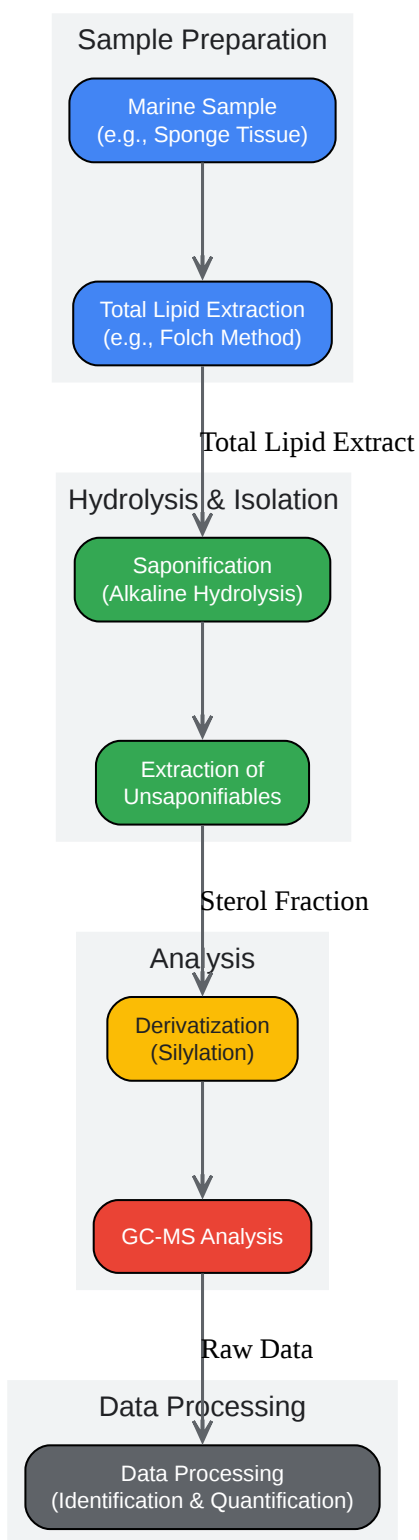 Sample Preparation
Marine Sample
(e.g., Sponge Tissue)
Total Lipid Extraction
(e.g., Folch Method)
Total Lipid Extract
Hydrolysis & Isolation
Saponification
(Alkaline Hydrolysis)
Extraction of
Unsaponifiables
Sterol Fraction
Analysis
Derivatization
(Silylation)
GC-MS Analysis
Raw Data
Data Processing
Data Processing
(Identification & Quantification)